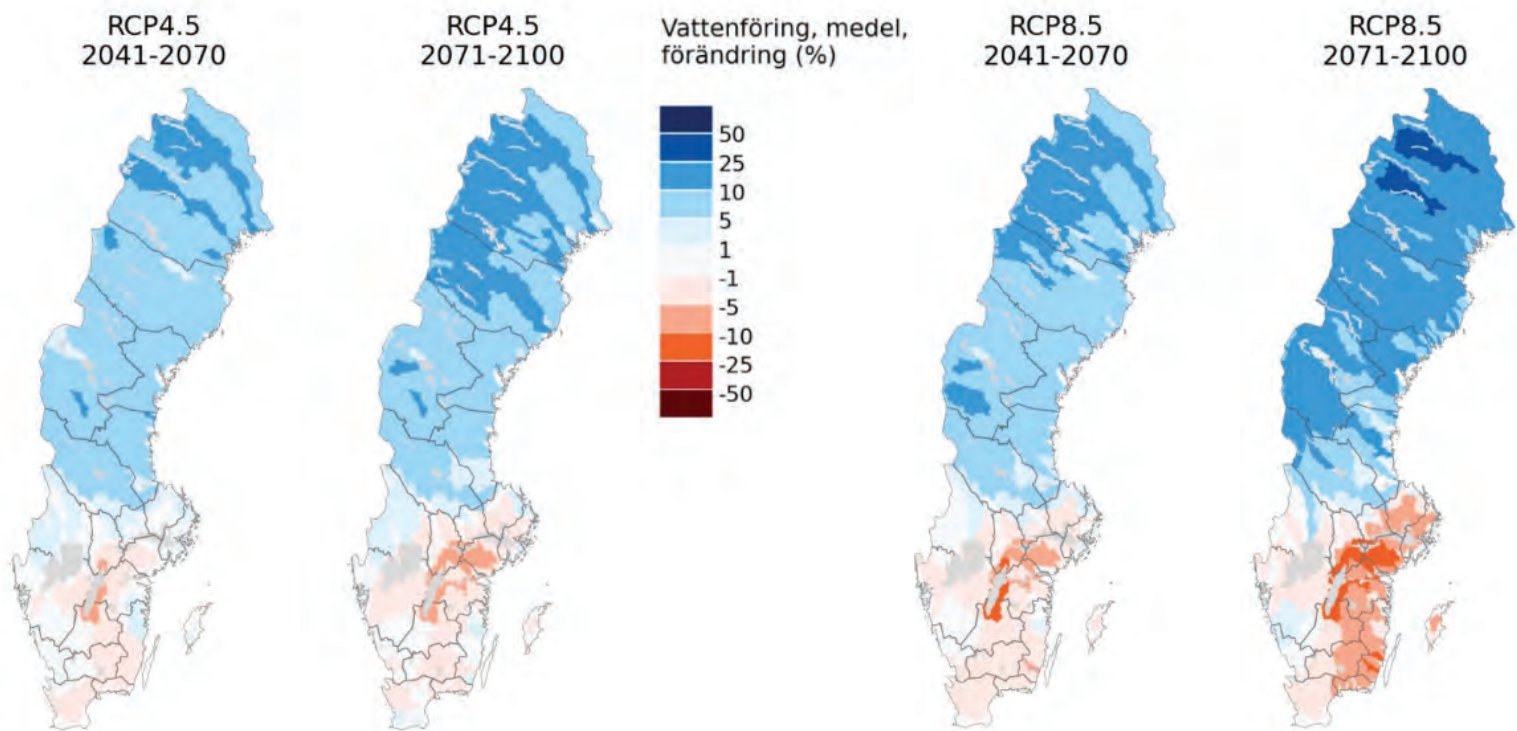 RCP4.5
2041-2070
RCP4.5
2071-2100
Vattenföring, medel,
förändring (%)
50
25
10
5
1
-1
-5
-10
-25
-50
RCP8.5
2041-2070
RCP8.5
2071-2100